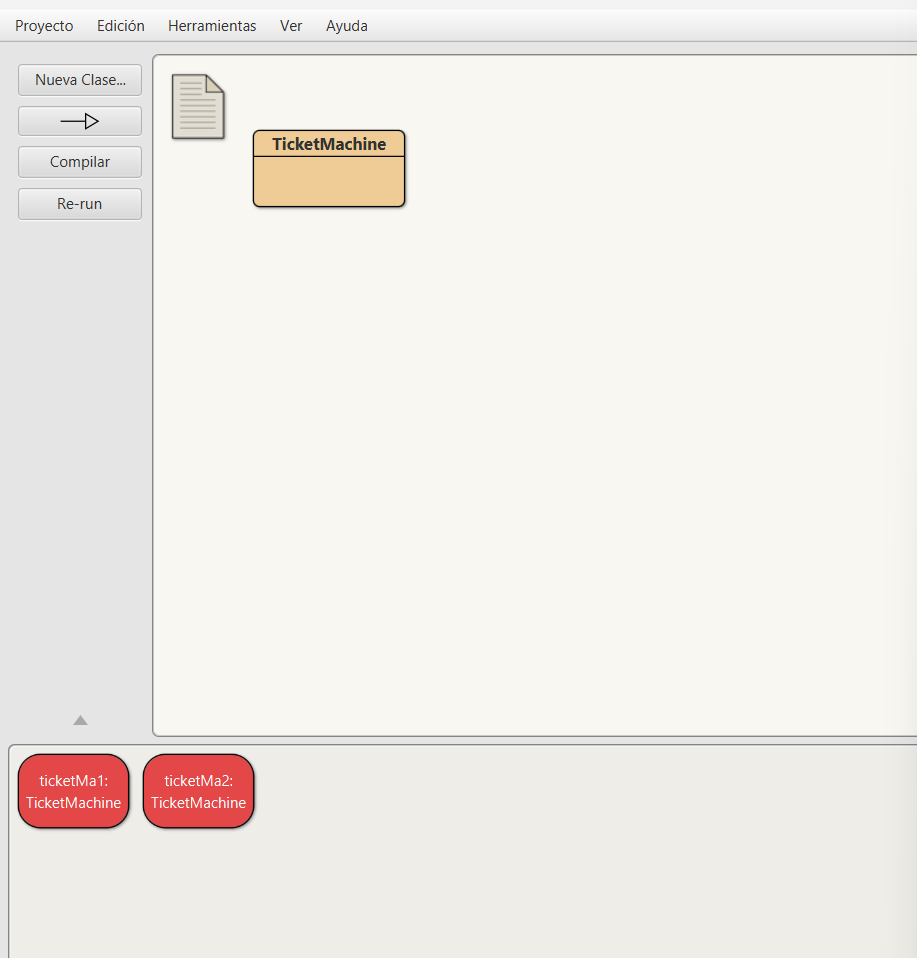 Proyecto Edición Herramientas Ver Ayuda
Nueva Clase...
Compilar
Re-run
TicketMachine
ticketMa1:
TicketMachine
ticketMa2:
TicketMachine